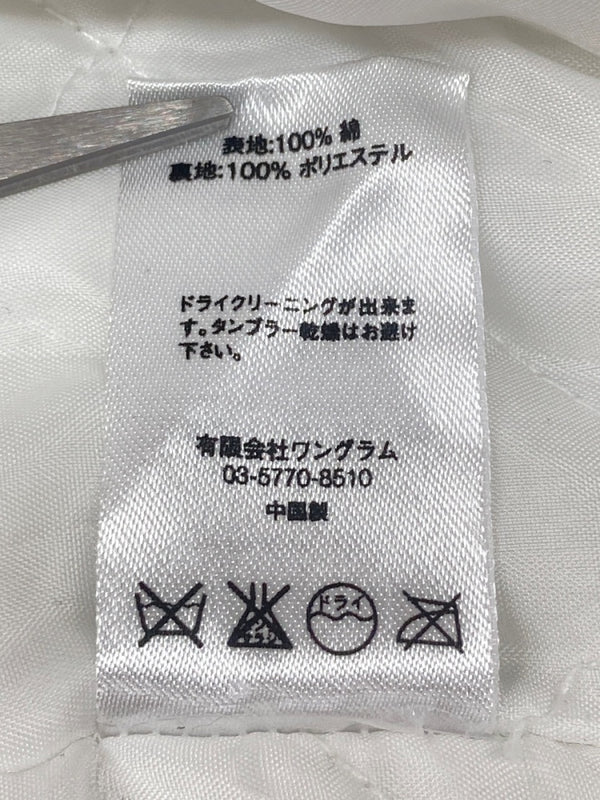 表地:100% 綿
裏地:100% ポリエステル
ドライクリーニングが出来ま
す。タンブラー乾燥はお避け
下さい。
有限会社ワングラム
03-5770-8510
中国製
ドライ